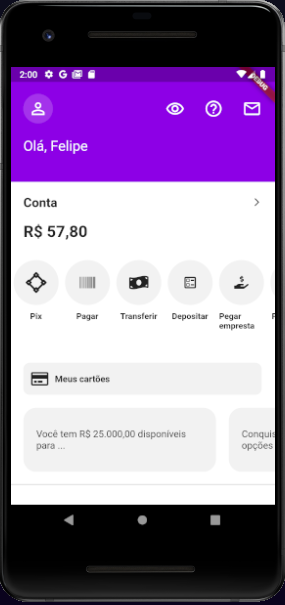 2:00
DEBUG
Olá, Felipe
Conta
R$ 57,80
Pix
Pagar
Transferir
Depositar
Pegar
empresta
Meus cartões
Você tem R$ 25.000,00 disponíveis
para ...
Conquis
opções